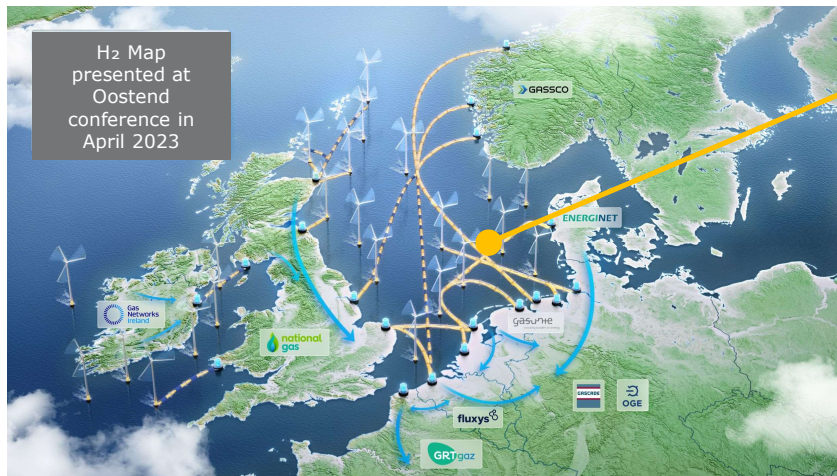 H₂ Map
presented at
Oostend
conference in
April 2023
GASSCO
ENERGINET
Gas
Networks
Ireland
national
gas
gasunie
GASCADE
OGE
fluxys
GRTgaz